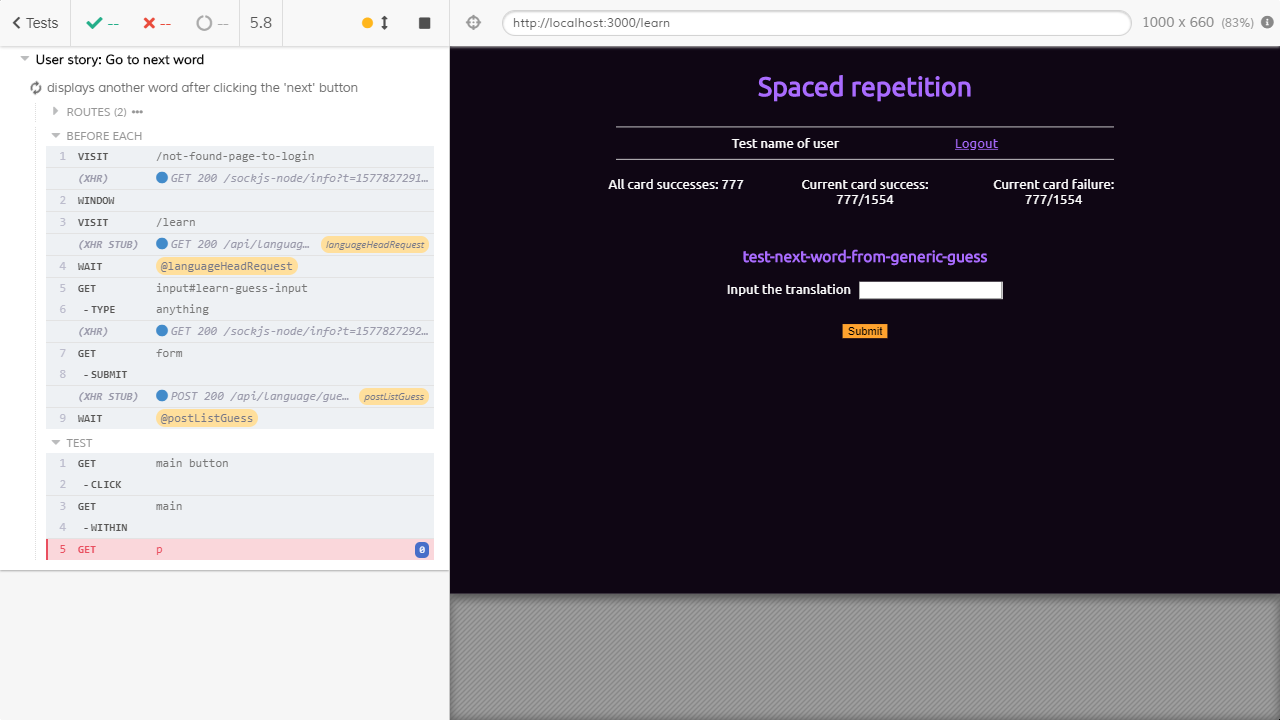 Tests -- -- -- 5.8
http://localhost:3000/learn 1000 x 660 (83%)
User story: Go to next word
displays another word after clicking the 'next' button
ROUTES (2) •••
BEFORE EACH
1 VISIT /not-found-page-to-login
(XHR) GET 200 /sockjs-node/info?t=1577827291...
2 WINDOW
3 VISIT /learn
(XHR STUB) GET 200 /api/languag... languageHeadRequest
4 WAIT @languageHeadRequest
5 GET input#learn-guess-input
6 - TYPE anything
(XHR) GET 200 /sockjs-node/info?t=1577827292...
7 GET form
8 - SUBMIT
(XHR STUB) POST 200 /api/language/gue... postListGuess
9 WAIT @postListGuess
TEST
1 GET main button
2 - CLICK
3 GET main
4 - WITHIN
5 GET p 0
Spaced repetition
Test name of user Logout
All card successes: 777 Current card success: Current card failure:
777/1554 777/1554
test-next-word-from-generic-guess
Input the translation
Submit